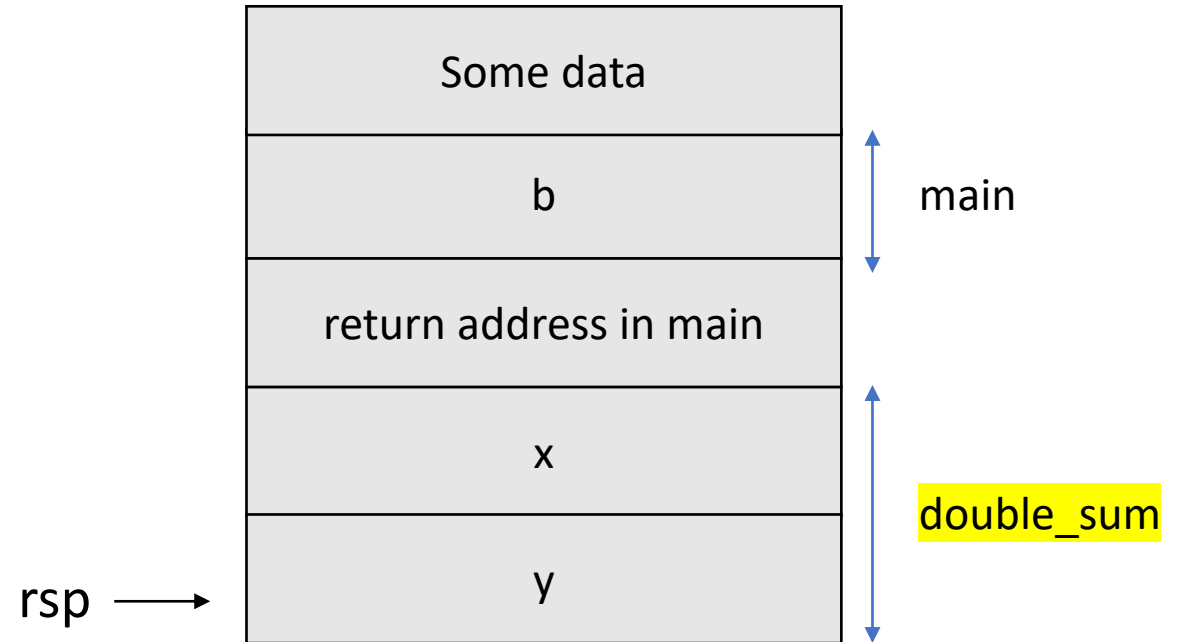 Some data
b
main
return address in main
x
double_sum
y
rsp